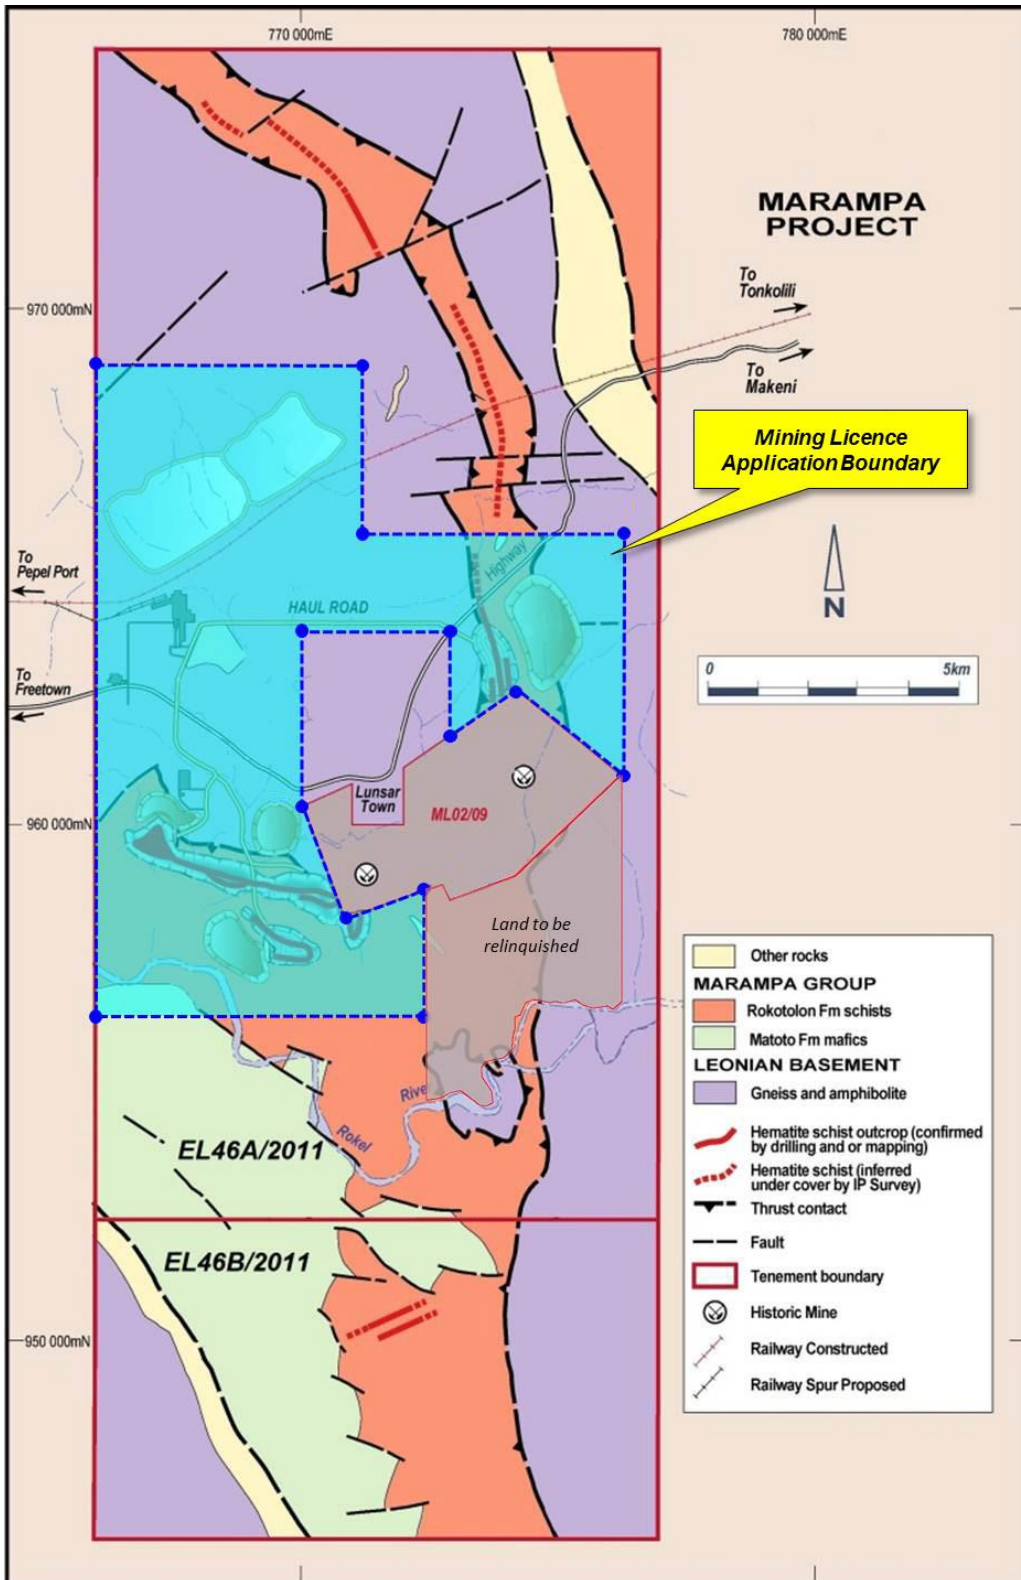 770 000mE
780 000mE
MARAMPA
PROJECT
To
Tonkolili
970 000mN
To
Makeni
Mining Licence
Application Boundary
To
Pepel Port
Highway
HAUL ROAD
N
To
Freetown
0
5km
Lunsar
Town
ML02/09
960 000mN
Land to be
relinquished
Other rocks
MARAMPA GROUP
Rokotolon Fm schists
Matoto Fm mafics
LEONIAN BASEMENT
Gneiss and amphibolite
River
Rokel
EL46A/2011
Hematite schist outcrop (confirmed
by drilling and or mapping)
Hematite schist (inferred
under cover by IP Survey)
Thrust contact
Fault
EL46B/2011
Tenement boundary
Historic Mine
950 000mN
Railway Constructed
Railway Spur Proposed